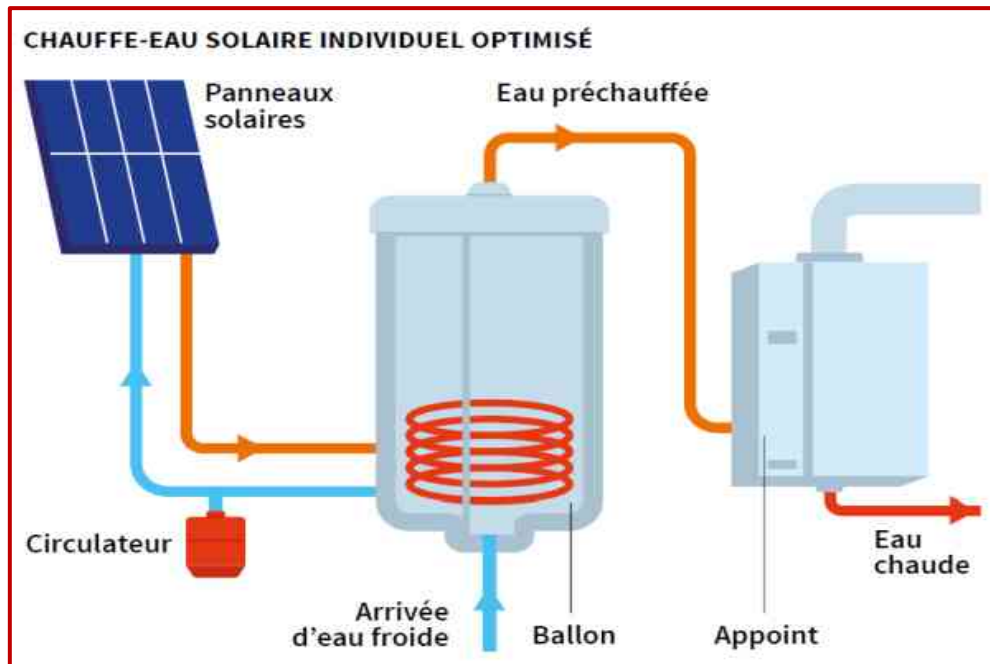 CHAUFFE-EAU SOLAIRE INDIVIDUEL OPTIMISÉ
Panneaux
solaires
Eau préchauffée
Circulateur
Arrivée
d'eau froide
Ballon
Appoint
Eau
chaude